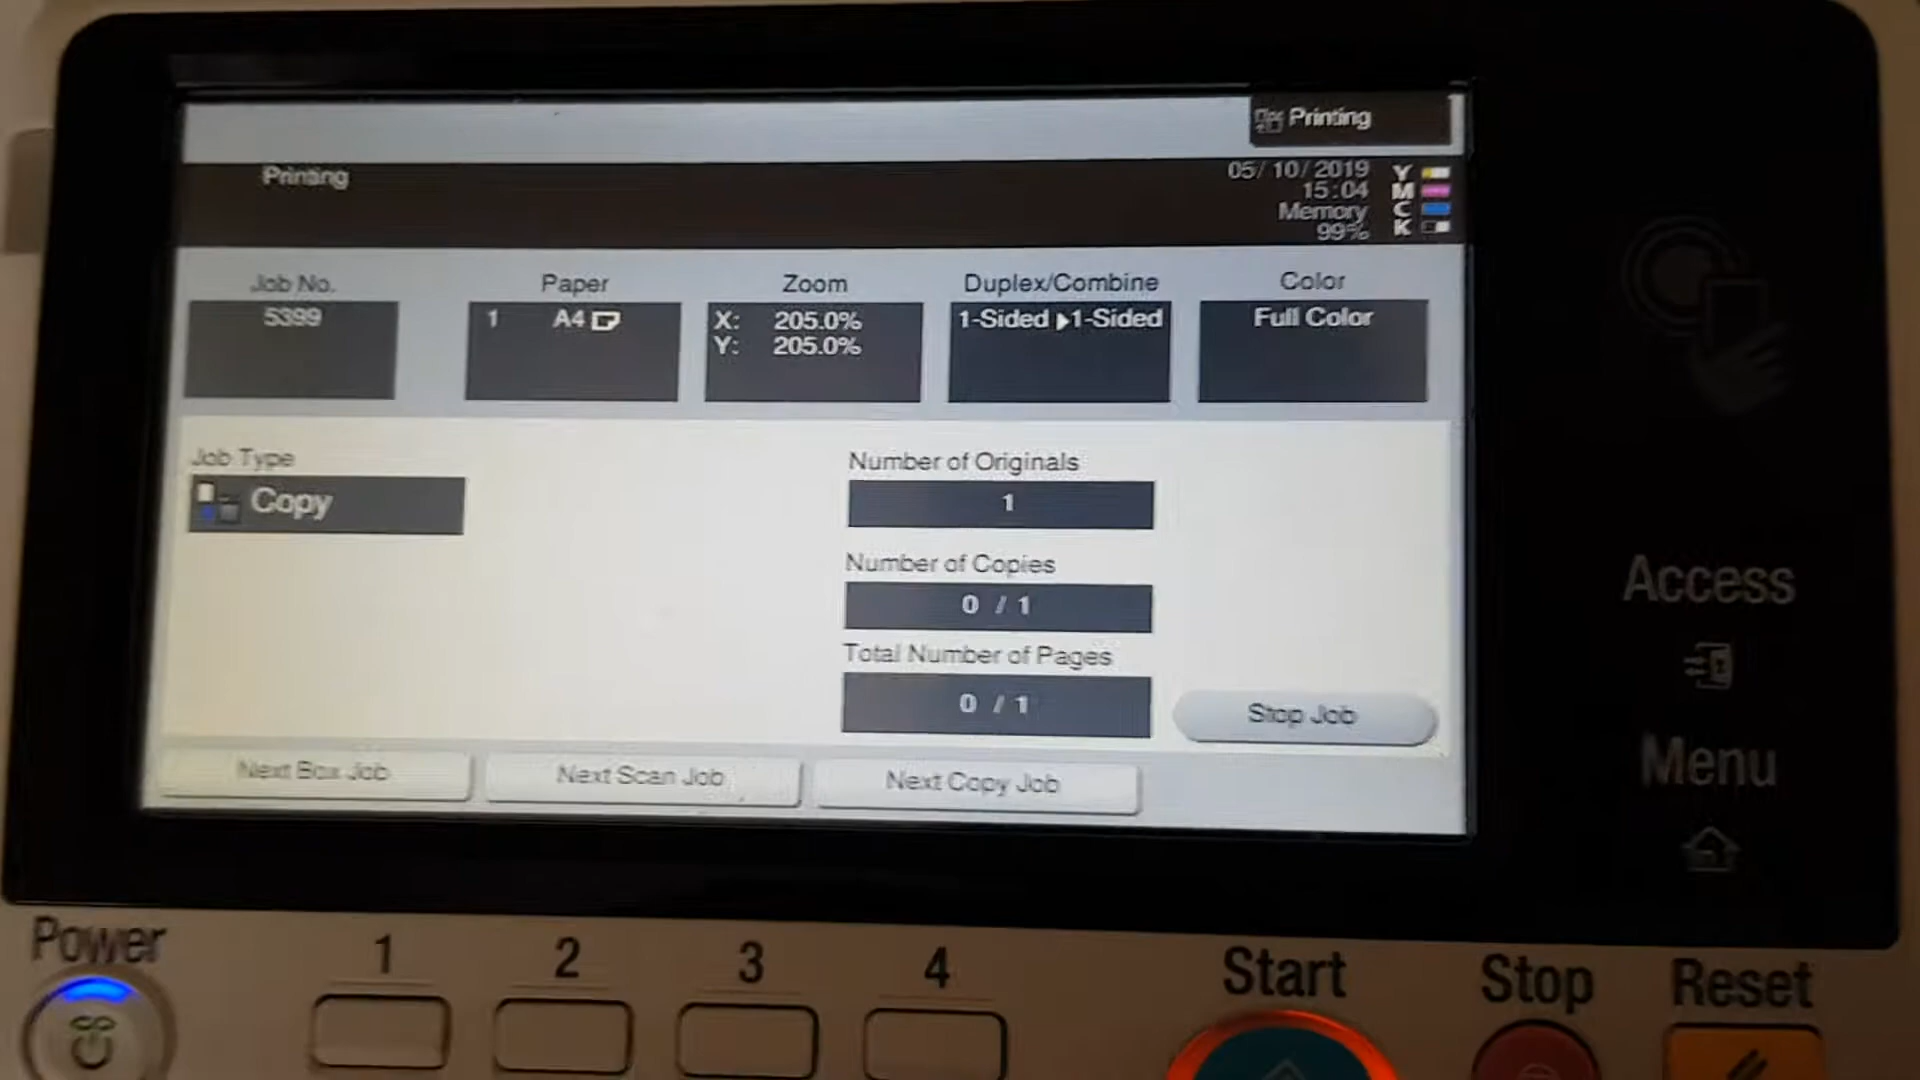 Printing
Printing
05/10/2019
15:04
Memory
99%
Y
M
C
K
Job No.
5399
Paper
1 A4
Zoom
X: 205.0%
Y: 205.0%
Duplex/Combine
1-Sided ▶1-Sided
Color
Full Color
Job Type
Copy
Number of Originals
1
Number of Copies
0 / 1
Total Number of Pages
0 / 1
Stop Job
Next Box Job
Next Scan Job
Next Copy Job
Access
Menu
Power
1
2
3
4
Start
Stop
Reset